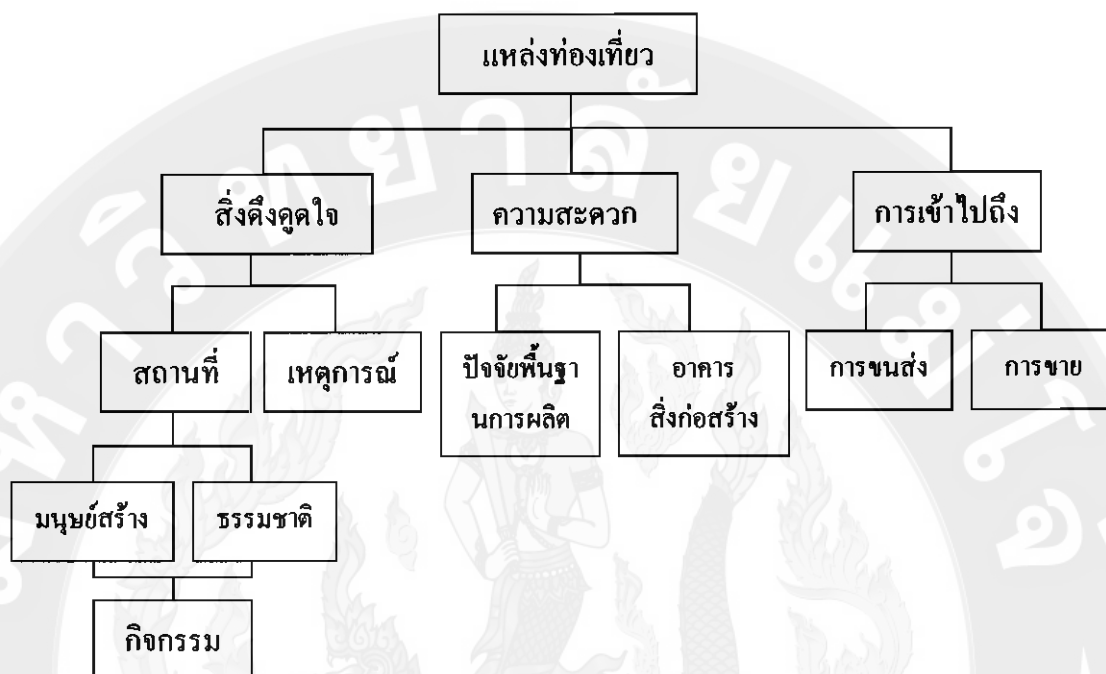 แหล่งท่องเที่ยว
สิ่งดึงดูดใจ
ความสะดวก
การเข้าไปถึง
สถานที่
เหตุการณ์
ปัจจัยพื้นฐา
นการผลิต
อาคาร
สิ่งก่อสร้าง
การขนส่ง
การขาย
มนุษย์สร้าง
ธรรมชาติ
กิจกรรม